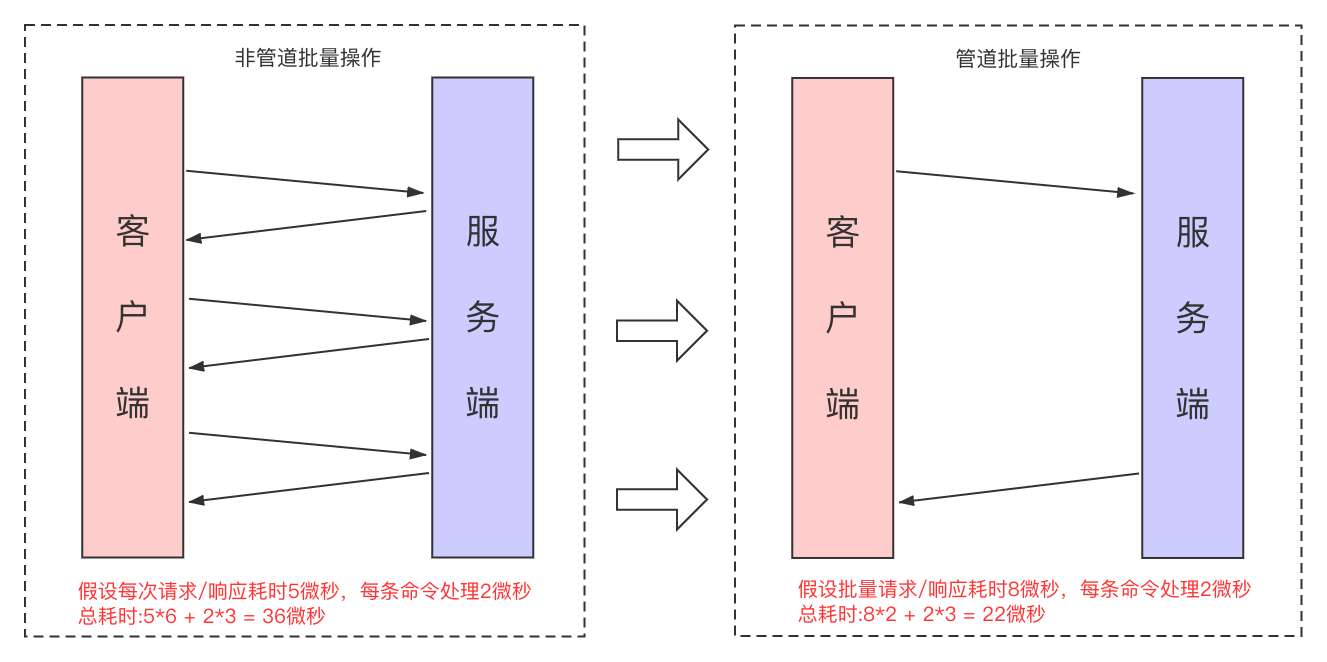 非管道批量操作
客户端
服务端
假设每次请求/响应耗时5微秒，每条命令处理2微秒
总耗时:5*6 + 2*3 = 36微秒
管道批量操作
客户端
服务端
假设批量请求/响应耗时8微秒，每条命令处理2微秒
总耗时:8*2 + 2*3 = 22微秒